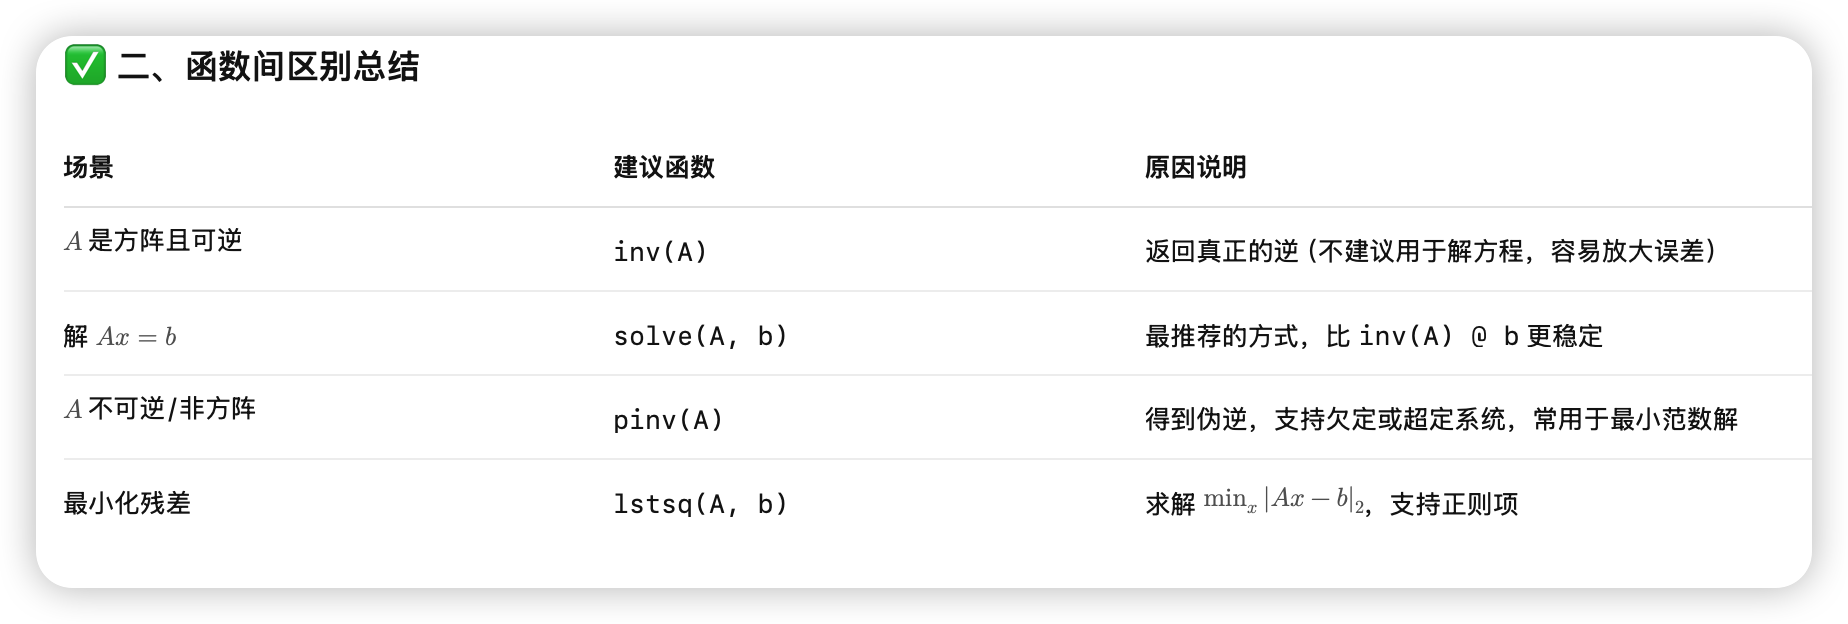 ✅ 二、函数间区别总结
场景 建议函数 原因说明
A 是方阵且可逆 inv(A) 返回真正的逆（不建议用于解方程，容易放大误差）
解 Ax = b solve(A, b) 最推荐的方式，比 inv(A) @ b 更稳定
A 不可逆/非方阵 pinv(A) 得到伪逆，支持欠定或超定系统，常用于最小范数解
最小化残差 lstsq(A, b) 求解 minₓ |Ax − b|₂，支持正则项